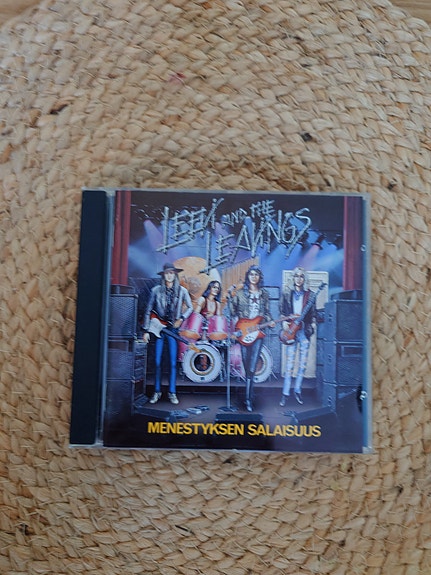 LEEVI AND THE
LEAVINGS
MENESTYKSEN SALAISUUS